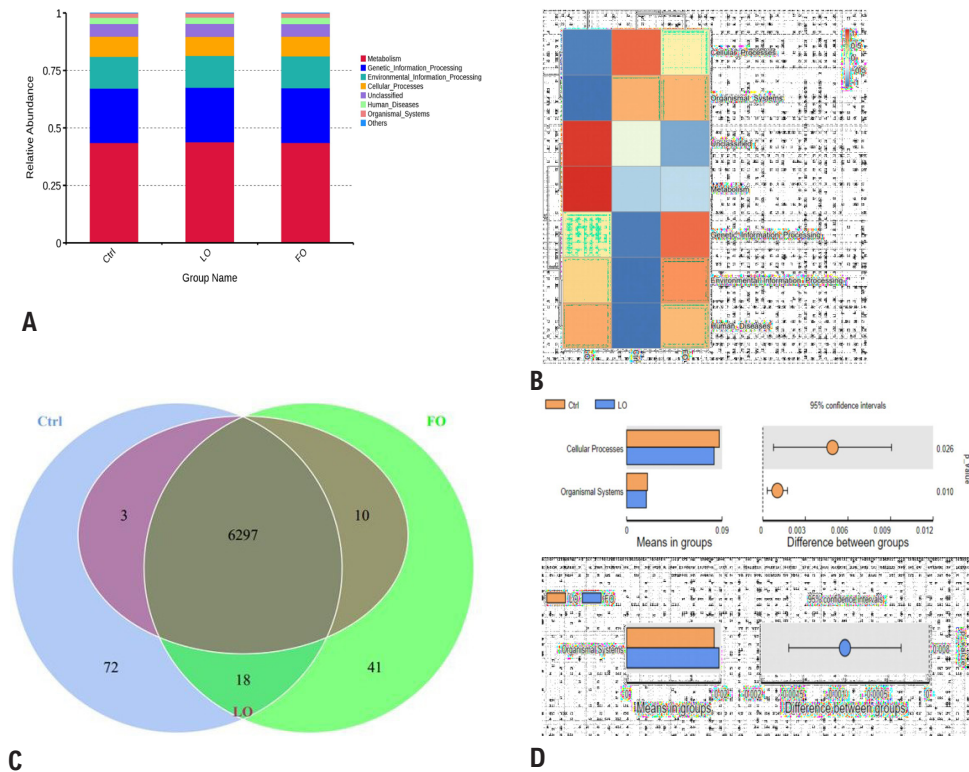 1
0.75
0.5
0.25
0
Relative Abundance
Ctrl
LO
FO
Group Name
Metabolism
Genetic_Information_Processing
Environmental_Information_Processing
Cellular_Processes
Unclassified
Human_Diseases
Organismal_Systems
Others
A
Cellular_Processes
Organismal_Systems
Unclassified
Metabolism
Genetic_Information_Processing
Environmental_Information_Processing
Human_Diseases
B
Ctrl
FO
3
6297
10
72
18
41
LO
C
Ctrl LO
95% confidence intervals
Cellular Processes
Organismal Systems
0.026
0.010
p_value
0 0.09
0 0.003 0.006 0.009 0.012
Means in groups
Difference between groups
95% confidence intervals
Organismal Systems
0.008
Means in groups
Difference between groups
D